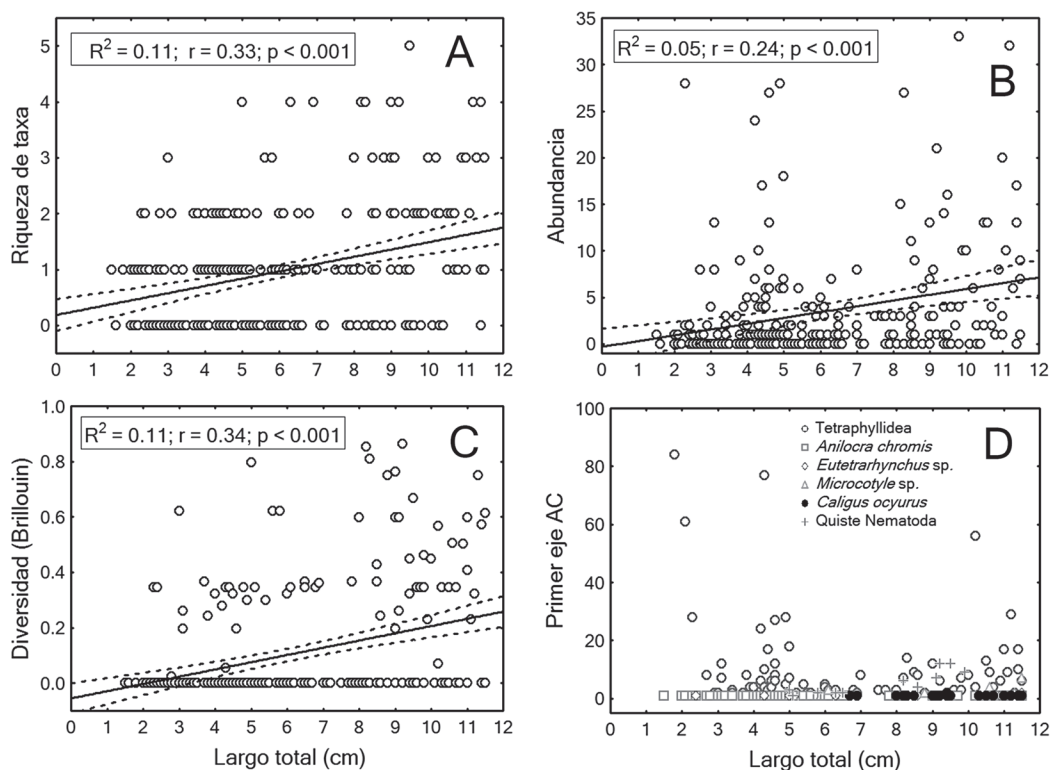 R² = 0.11; r = 0.33; p < 0.001
A
Riqueza de taxa
5
4
3
2
1
0
0 1 2 3 4 5 6 7 8 9 10 11 12
R² = 0.05; r = 0.24; p < 0.001
B
Abundancia
35
30
25
20
15
10
5
0
0 1 2 3 4 5 6 7 8 9 10 11 12
R² = 0.11; r = 0.34; p < 0.001
C
Diversidad (Brillouin)
1.0
0.8
0.6
0.4
0.2
0.0
0 1 2 3 4 5 6 7 8 9 10 11 12
Largo total (cm)
D
Tetraphyllidea
Anilocra chromis
Eutetrarhynchus sp.
Microcotyle sp.
Caligus ocyurus
Quiste Nematoda
Primer eje AC
100
80
60
40
20
0
0 1 2 3 4 5 6 7 8 9 10 11 12
Largo total (cm)